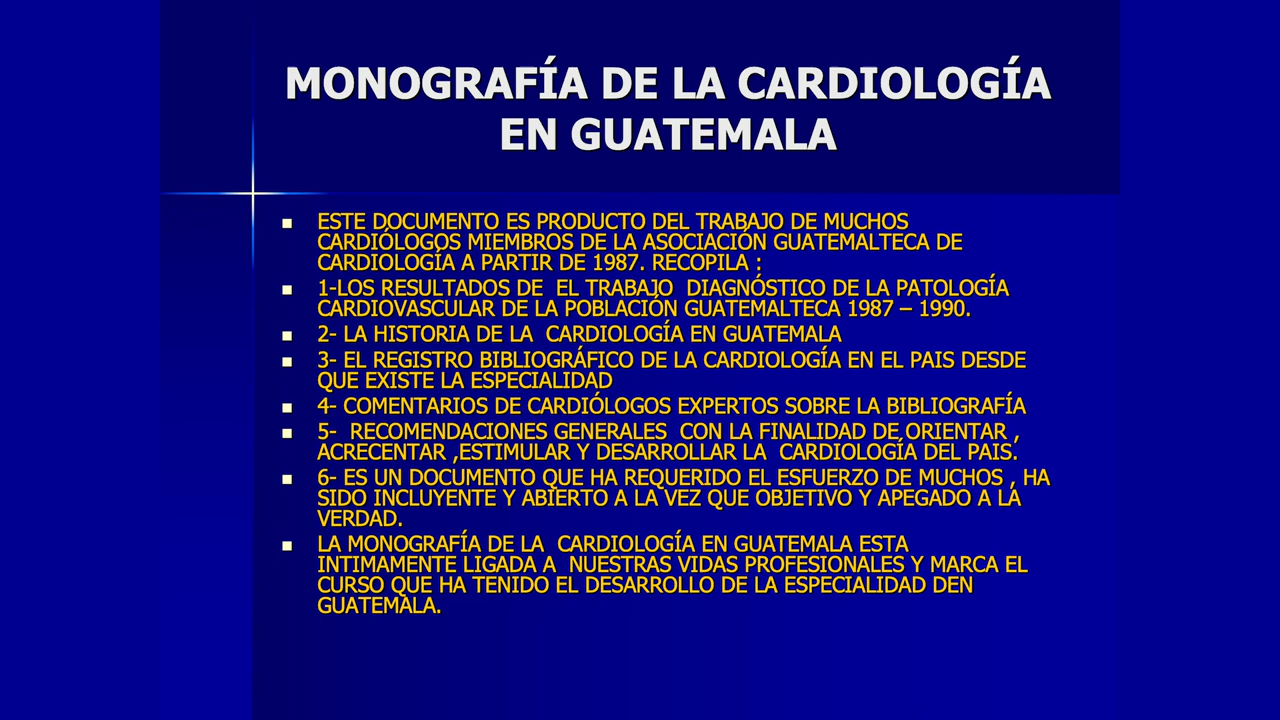 MONOGRAFÍA DE LA CARDIOLOGÍA
EN GUATEMALA
ESTE DOCUMENTO ES PRODUCTO DEL TRABAJO DE MUCHOS
CARDIÓLOGOS MIEMBROS DE LA ASOCIACIÓN GUATEMALTECA DE
CARDIOLOGÍA A PARTIR DE 1987. RECOPILA :
1-LOS RESULTADOS DE EL TRABAJO DIAGNÓSTICO DE LA PATOLOGÍA
CARDIOVASCULAR DE LA POBLACIÓN GUATEMALTECA 1987 – 1990.
2- LA HISTORIA DE LA CARDIOLOGÍA EN GUATEMALA
3- EL REGISTRO BIBLIOGRÁFICO DE LA CARDIOLOGÍA EN EL PAIS DESDE
QUE EXISTE LA ESPECIALIDAD
4- COMENTARIOS DE CARDIÓLOGOS EXPERTOS SOBRE LA BIBLIOGRAFÍA
5- RECOMENDACIONES GENERALES CON LA FINALIDAD DE ORIENTAR ,
ACRECENTAR ,ESTIMULAR Y DESARROLLAR LA CARDIOLOGÍA DEL PAIS.
6- ES UN DOCUMENTO QUE HA REQUERIDO EL ESFUERZO DE MUCHOS , HA
SIDO INCLUYENTE Y ABIERTO A LA VEZ QUE OBJETIVO Y APEGADO A LA
VERDAD.
LA MONOGRAFÍA DE LA CARDIOLOGÍA EN GUATEMALA ESTA
INTIMAMENTE LIGADA A NUESTRAS VIDAS PROFESIONALES Y MARCA EL
CURSO QUE HA TENIDO EL DESARROLLO DE LA ESPECIALIDAD DEN
GUATEMALA.